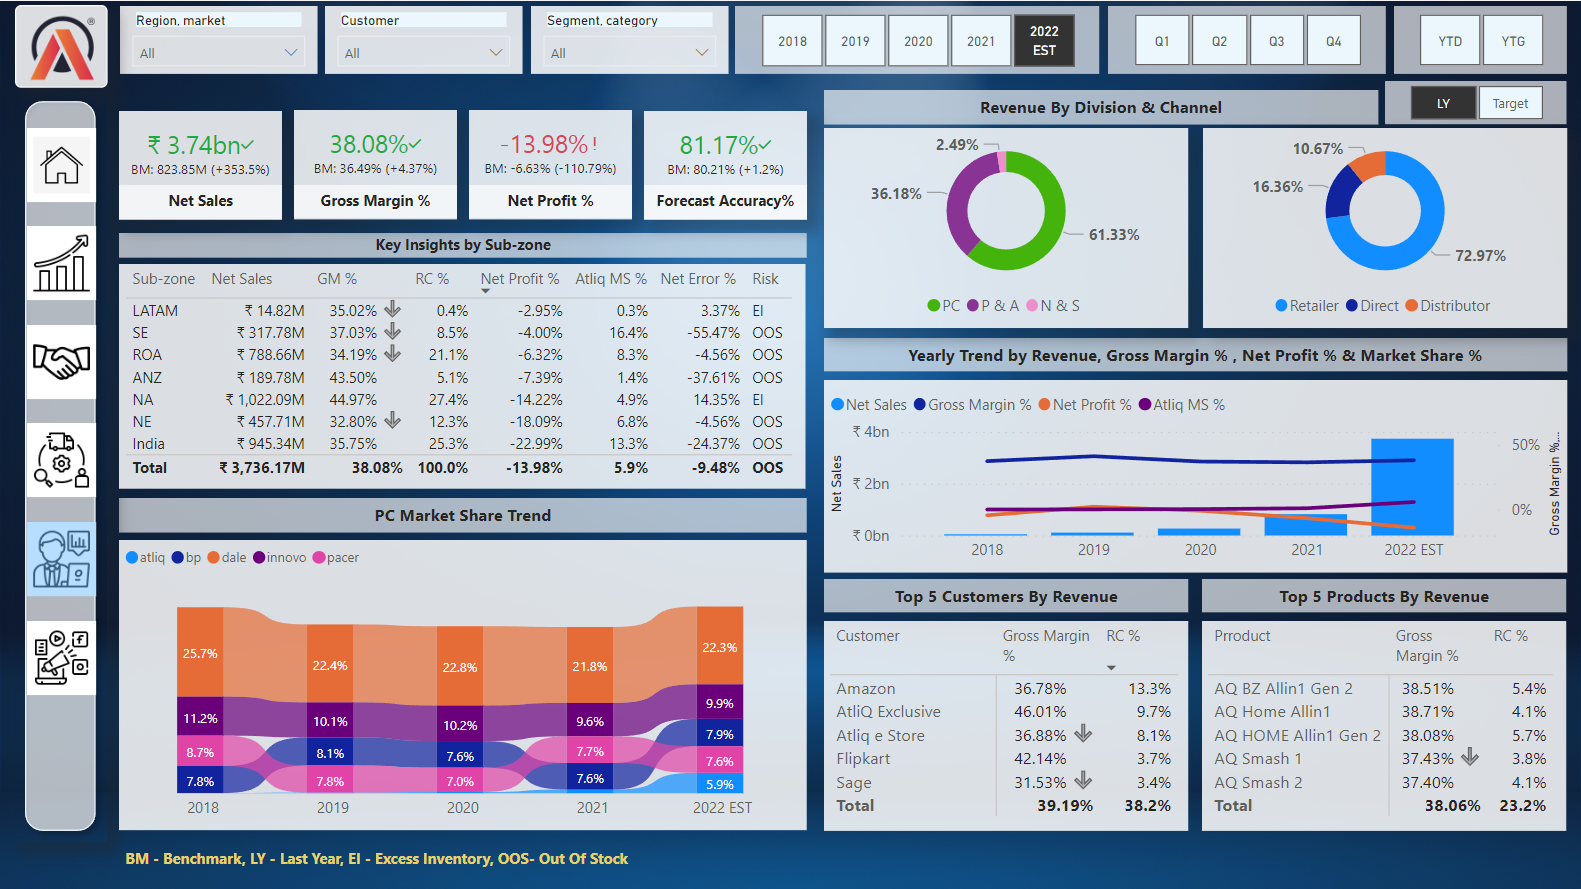 ®
Region, market
All
Customer
All
Segment, category
All
2018
2019
2020
2021
2022
EST
Q1
Q2
Q3
Q4
YTD
YTG
LY
Target
₹ 3.74bn
BM: 823.85M (+353.5%)
Net Sales
38.08%
BM: 36.49% (+4.37%)
Gross Margin %
-13.98% !
BM: -6.63% (-110.79%)
Net Profit %
81.17%
BM: 80.21% (+1.2%)
Forecast Accuracy%
Key Insights by Sub-zone
Sub-zone Net Sales GM % RC % Net Profit % Atliq MS % Net Error % Risk
LATAM ₹ 14.82M 35.02% 0.4% -2.95% 0.3% 3.37% EI
SE ₹ 317.78M 37.03% 8.5% -4.00% 16.4% -55.47% OOS
ROA ₹ 788.66M 34.19% 21.1% -6.32% 8.3% -4.56% OOS
ANZ ₹ 189.78M 43.50% 5.1% -7.39% 1.4% -37.61% OOS
NA ₹ 1,022.09M 44.97% 27.4% -14.22% 4.9% 14.35% EI
NE ₹ 457.71M 32.80% 12.3% -18.09% 6.8% -4.56% OOS
India ₹ 945.34M 35.75% 25.3% -22.99% 13.3% -24.37% OOS
Total ₹ 3,736.17M 38.08% 100.0% -13.98% 5.9% -9.48% OOS
PC Market Share Trend
atliq bp dale innovo pacer
25.7% 22.4% 22.8% 21.8% 22.3%
11.2% 10.1% 10.2% 9.6% 9.9%
8.7% 8.1% 7.6% 7.7% 7.9%
7.8% 7.8% 7.0% 7.6% 7.6%
5.9%
2018 2019 2020 2021 2022 EST
Revenue By Division & Channel
2.49%
36.18%
61.33%
PC P & A N & S
10.67%
16.36%
72.97%
Retailer Direct Distributor
Yearly Trend by Revenue, Gross Margin % , Net Profit % & Market Share %
Net Sales Gross Margin % Net Profit % Atliq MS %
Net Sales
₹ 4bn
₹ 2bn
₹ 0bn
50%
0%
Gross Margin %,...
2018 2019 2020 2021 2022 EST
Top 5 Customers By Revenue
Customer Gross Margin RC %
%
Amazon 36.78% 13.3%
AtliQ Exclusive 46.01% 9.7%
Atliq e Store 36.88% 8.1%
Flipkart 42.14% 3.7%
Sage 31.53% 3.4%
Total 39.19% 38.2%
Top 5 Products By Revenue
Prroduct Gross RC %
Margin %
AQ BZ Allin1 Gen 2 38.51% 5.4%
AQ Home Allin1 38.71% 4.1%
AQ HOME Allin1 Gen 2 38.08% 5.7%
AQ Smash 1 37.43% 3.8%
AQ Smash 2 37.40% 4.1%
Total 38.06% 23.2%
BM - Benchmark, LY - Last Year, EI - Excess Inventory, OOS- Out Of Stock